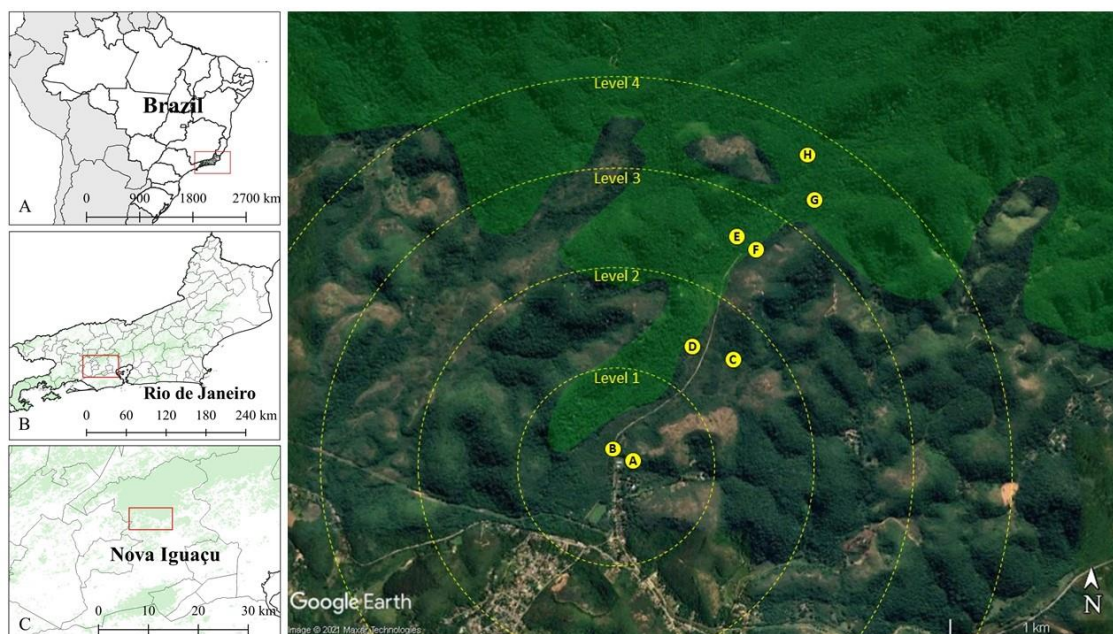 Brazil
0 900 1800 2700 km
A
Rio de Janeiro
0 60 120 180 240 km
B
Nova Iguaçu
0 10 20 30 km
C
Level 4
H
Level 3
G
E
F
Level 2
D
C
Level 1
B
A
Google Earth
Image © 2021 Maxar Technologies
N
1 km